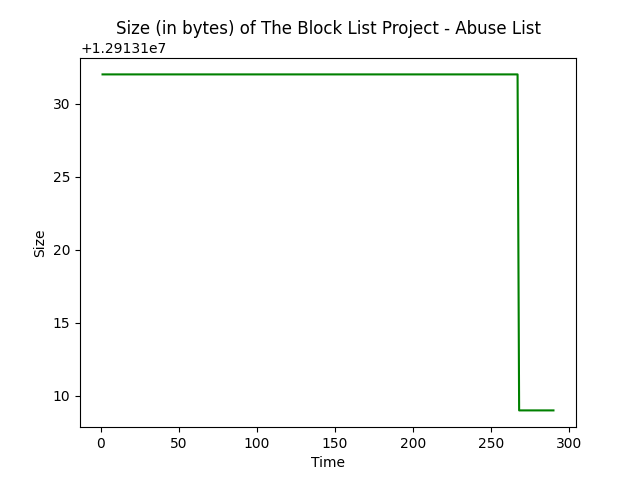 Size (in bytes) of The Block List Project - Abuse List
+1.29131e7
30
25
20
15
10
Size
0 50 100 150 200 250 300
Time